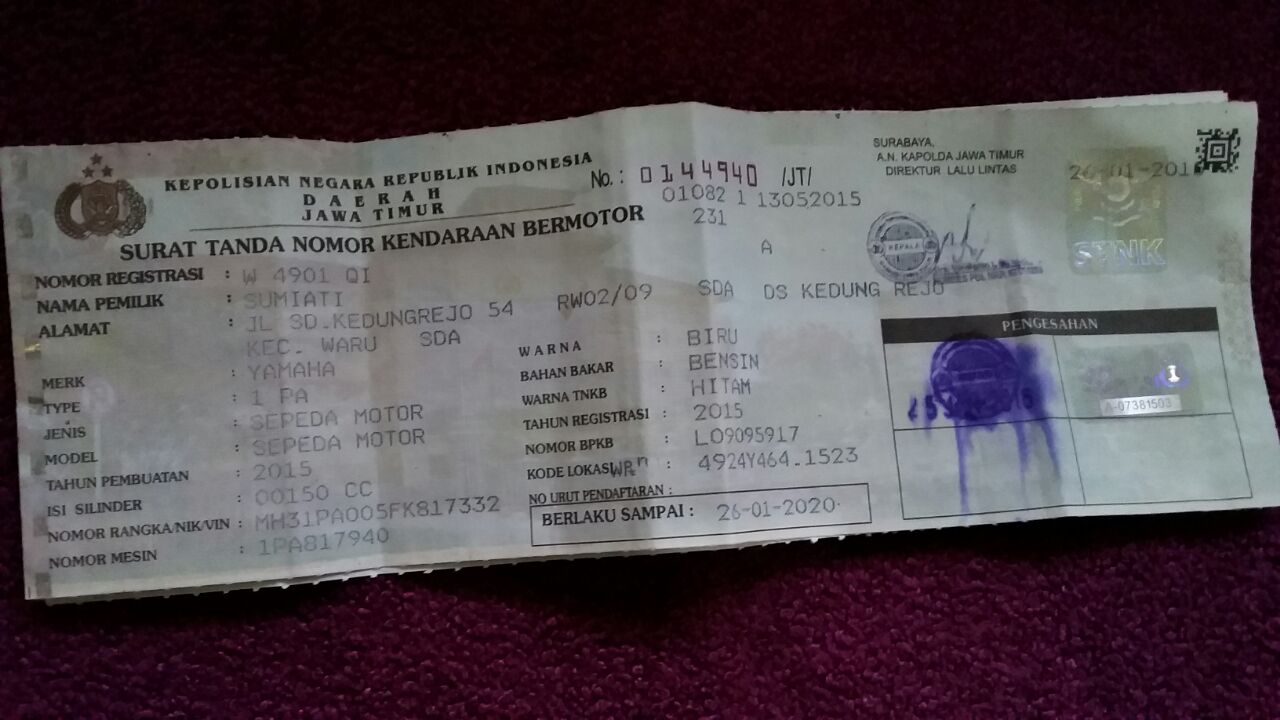 KEPOLISIAN NEGARA REPUBLIK INDONESIA
DAERAH
JAWA TIMUR
SURAT TANDA NOMOR KENDARAAN BERMOTOR
No. : 0144940 /JT/
01082 1 13052015
231
A
SURABAYA,
A.N. KAPOLDA JAWA TIMUR
DIREKTUR LALU LINTAS
KEPALA
STNK
NOMOR REGISTRASI : W 4901 QI
NAMA PEMILIK : SUMIATI
ALAMAT : JL SD.KEDUNGREJO 54 RW02/09 SDA DS KEDUNG REJO
KEC. WARU SDA
MERK : YAMAHA
TYPE : 1 PA
JENIS : SEPEDA MOTOR
MODEL : SEPEDA MOTOR
TAHUN PEMBUATAN : 2015
ISI SILINDER : 00150 CC
NOMOR RANGKA/NIK/VIN : MH31PA005FK817332
NOMOR MESIN : 1PA817940
WARNA : BIRU
BAHAN BAKAR : BENSIN
WARNA TNKB : HITAM
TAHUN REGISTRASI : 2015
NOMOR BPKB : L09095917
KODE LOKASI : 4924Y464.1523
NO URUT PENDAFTARAN :
BERLAKU SAMPAI : 26-01-2020
PENGESAHAN
A-07381503